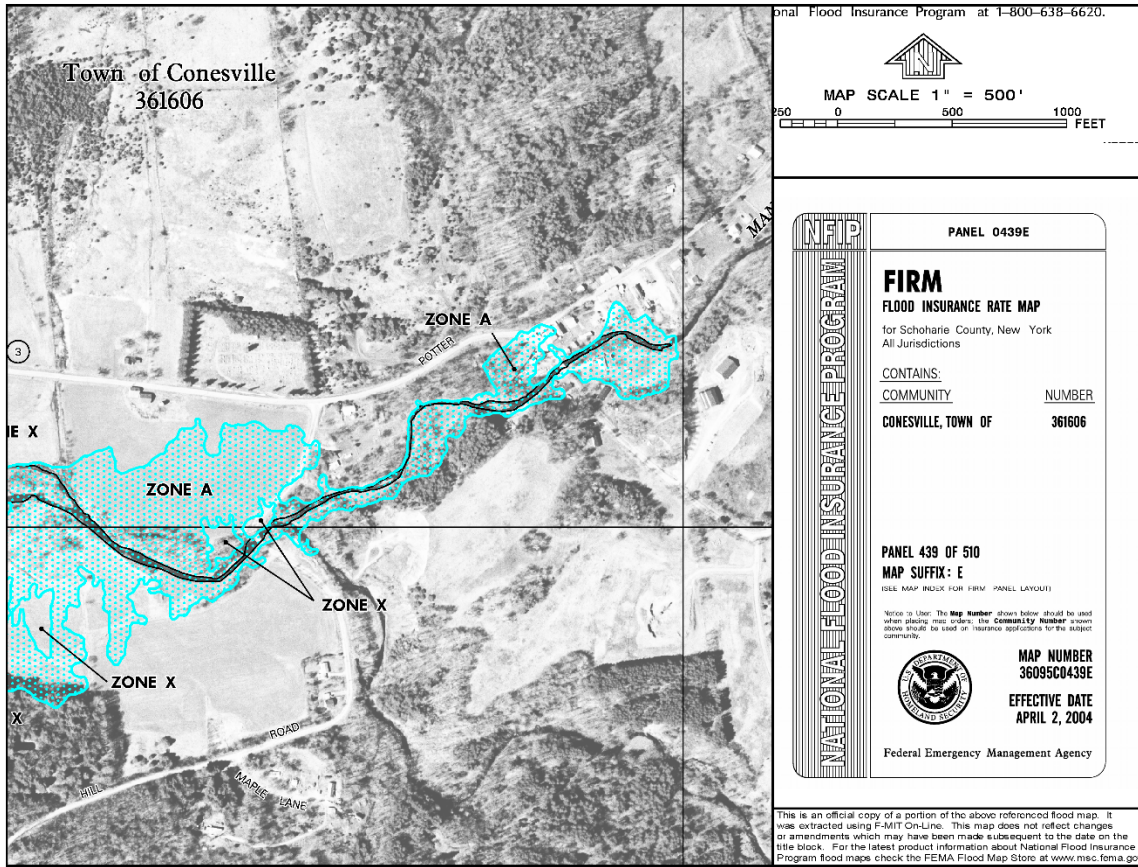 Town of Conesville
361606
3
ZONE A
POTTER
MAN
IE X
ZONE A
ZONE X
ZONE X
X
HILL
ROAD
MAPLE LANE
onal Flood Insurance Program at 1-800-638-6620.
MAP SCALE 1" = 500'
250 0 500 1000
FEET
NFIP
PANEL 0439E
NATIONAL FLOOD INSURANCE PROGRAM
FIRM
FLOOD INSURANCE RATE MAP
for Schoharie County, New York
All Jurisdictions
CONTAINS:
COMMUNITY NUMBER
CONESVILLE, TOWN OF 361606
PANEL 439 OF 510
MAP SUFFIX: E
(SEE MAP INDEX FOR FIRM PANEL LAYOUT)
Notice to User: The Map Number shown below should be used
when placing map orders; the Community Number shown
above should be used on insurance applications for the subject
community.
U.S. DEPARTMENT OF
HOMELAND SECURITY
MAP NUMBER
36095C0439E
EFFECTIVE DATE
APRIL 2, 2004
Federal Emergency Management Agency
This is an official copy of a portion of the above referenced flood map. It
was extracted using F-MIT On-Line. This map does not reflect changes
or amendments which may have been made subsequent to the date on the
title block. For the latest product information about National Flood Insurance
Program flood maps check the FEMA Flood Map Store at www.msc.fema.go